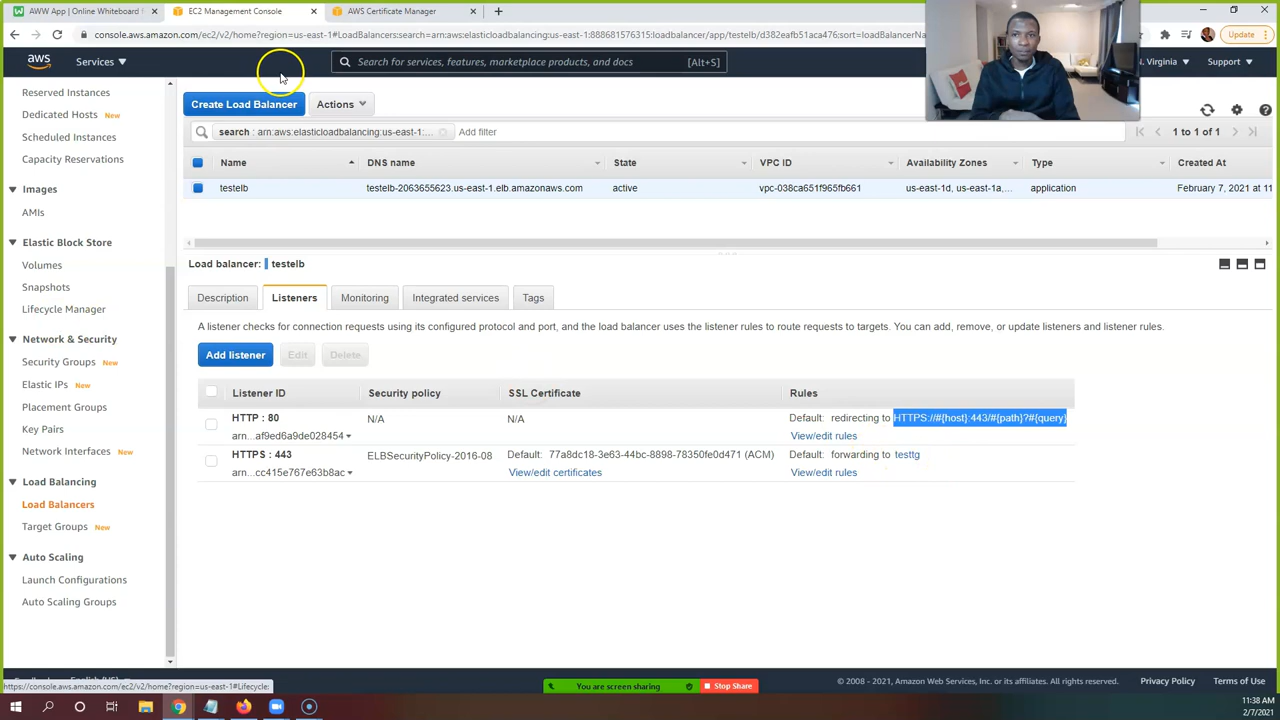 AWW App | Online Whiteboard
EC2 Management Console
AWS Certificate Manager
console.aws.amazon.com/ec2/v2/home?region=us-east-1#LoadBalancers:search=arn:aws:elasticloadbalancing:us-east-1:888681576315:loadbalancer/app/testelb/d382eafb51aca476;sort=loadBalancerNa
Update
aws
Services
Search for services, features, marketplace products, and docs
[Alt+S]
N. Virginia
Support
Reserved Instances
Dedicated Hosts New
Scheduled Instances
Capacity Reservations
Images
AMIs
Elastic Block Store
Volumes
Snapshots
Lifecycle Manager
Network & Security
Security Groups New
Elastic IPs New
Placement Groups
Key Pairs
Network Interfaces New
Load Balancing
Load Balancers
Target Groups New
Auto Scaling
Launch Configurations
Auto Scaling Groups
Create Load Balancer
Actions
search : arn:aws:elasticloadbalancing:us-east-1:...
Add filter
1 to 1 of 1
Name DNS name State VPC ID Availability Zones Type Created At
testelb testelb-2063655623.us-east-1.elb.amazonaws.com active vpc-038ca651f965fb661 us-east-1d, us-east-1a,... application February 7, 2021 at 11
Load balancer: testelb
Description Listeners Monitoring Integrated services Tags
A listener checks for connection requests using its configured protocol and port, and the load balancer uses the listener rules to route requests to targets. You can add, remove, or update listeners and listener rules.
Add listener Edit Delete
Listener ID Security policy SSL Certificate Rules
HTTP : 80 N/A N/A Default: redirecting to HTTPS://#{host}:443/#{path}?#{query}
arn...af9ed6a9de028454 View/edit rules
HTTPS : 443 ELBSecurityPolicy-2016-08 Default: 77a8dc18-3e63-44bc-8898-78350fe0d471 (ACM) Default: forwarding to testtg
arn...cc415e767e63b8ac View/edit certificates View/edit rules
https://console.aws.amazon.com/ec2/v2/home?region=us-east-1#Lifecycle:
You are screen sharing
Stop Share
© 2008 - 2021, Amazon Web Services, Inc. or its affiliates. All rights reserved.
Privacy Policy
Terms of Use
11:38 AM
2/7/2021